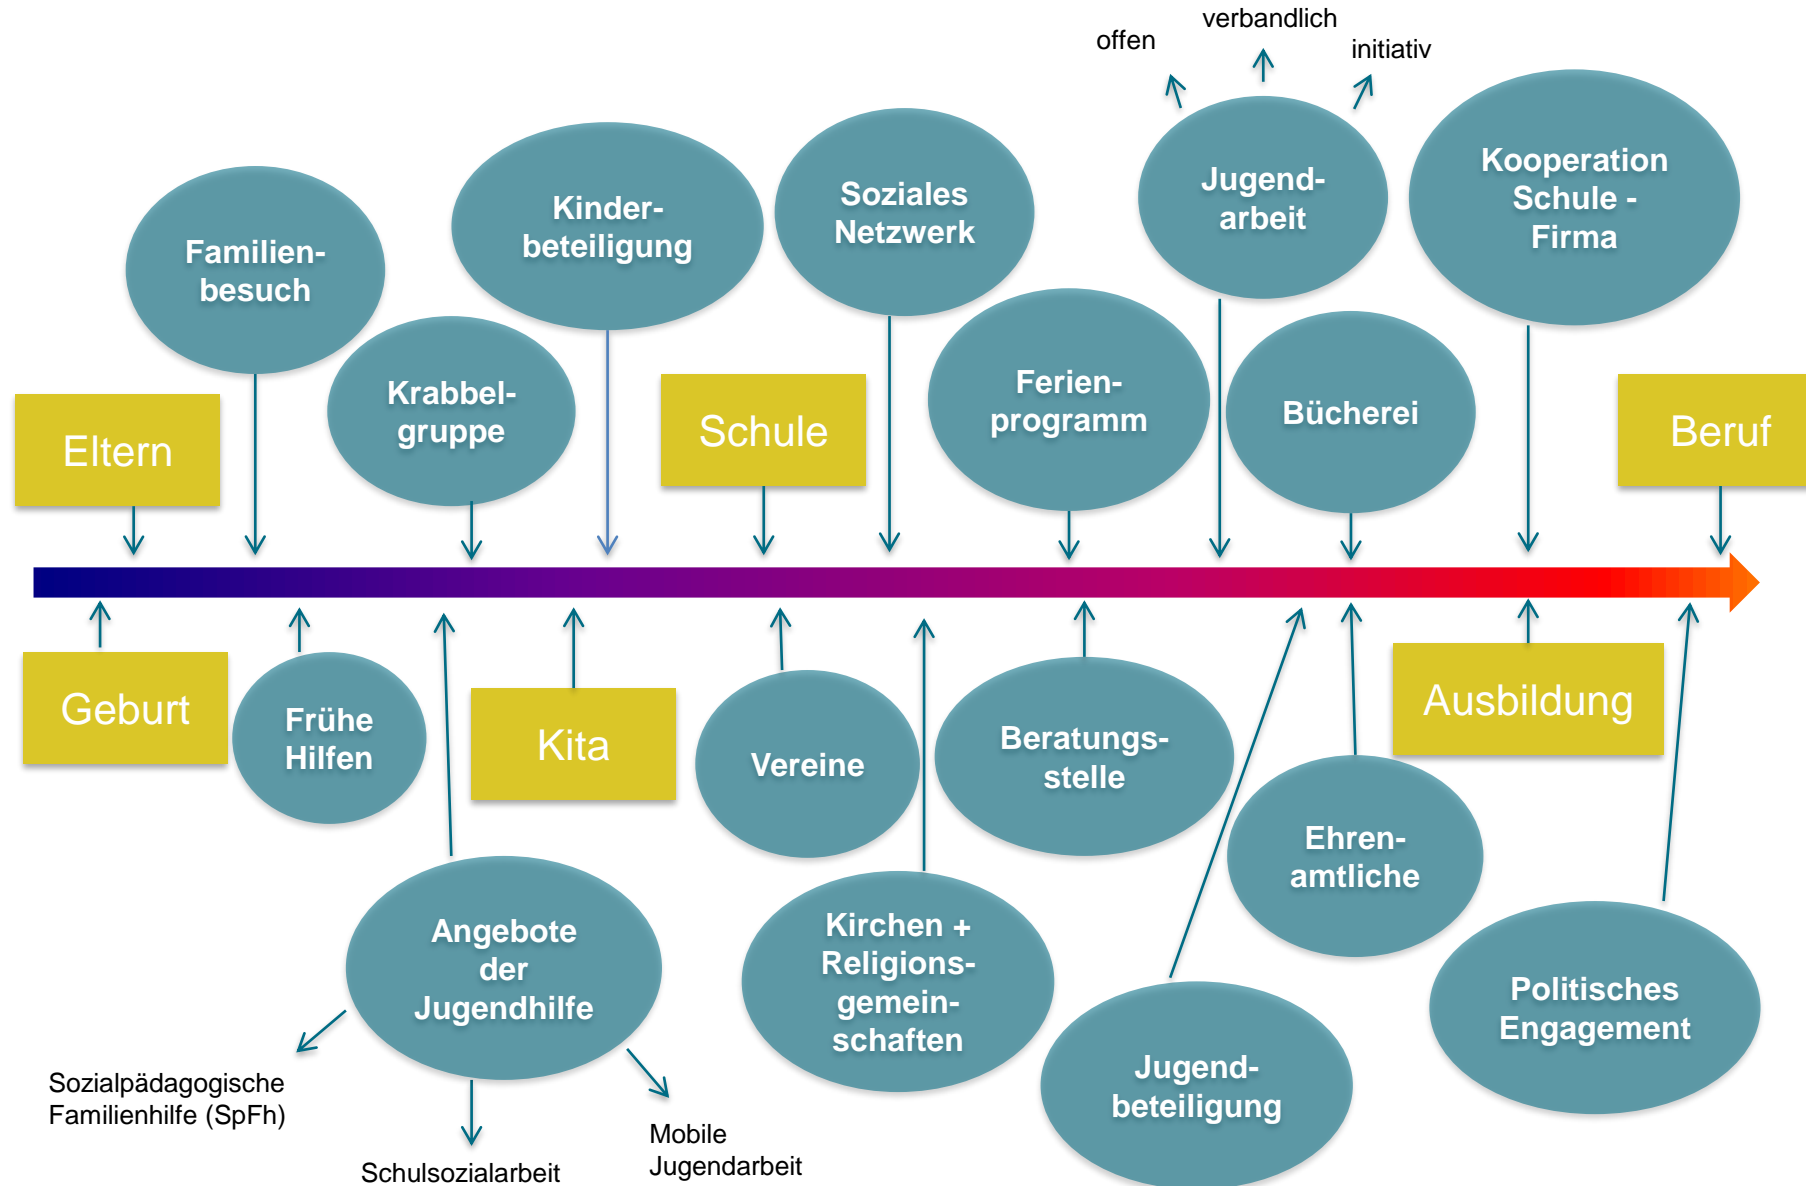 verbandlich
offen
initiativ
Familien-
besuch
Kinder-
beteiligung
Soziales
Netzwerk
Jugend-
arbeit
Kooperation
Schule -
Firma
Krabbel-
gruppe
Ferien-
programm
Bücherei
Eltern
Schule
Beruf
Geburt
Frühe
Hilfen
Kita
Vereine
Beratungs-
stelle
Ausbildung
Ehren-
amtliche
Angebote
der
Jugendhilfe
Kirchen +
Religions-
gemein-
schaften
Politisches
Engagement
Jugend-
beteiligung
Sozialpädagogische
Familienhilfe (SpFh)
Schulsozialarbeit
Mobile
Jugendarbeit